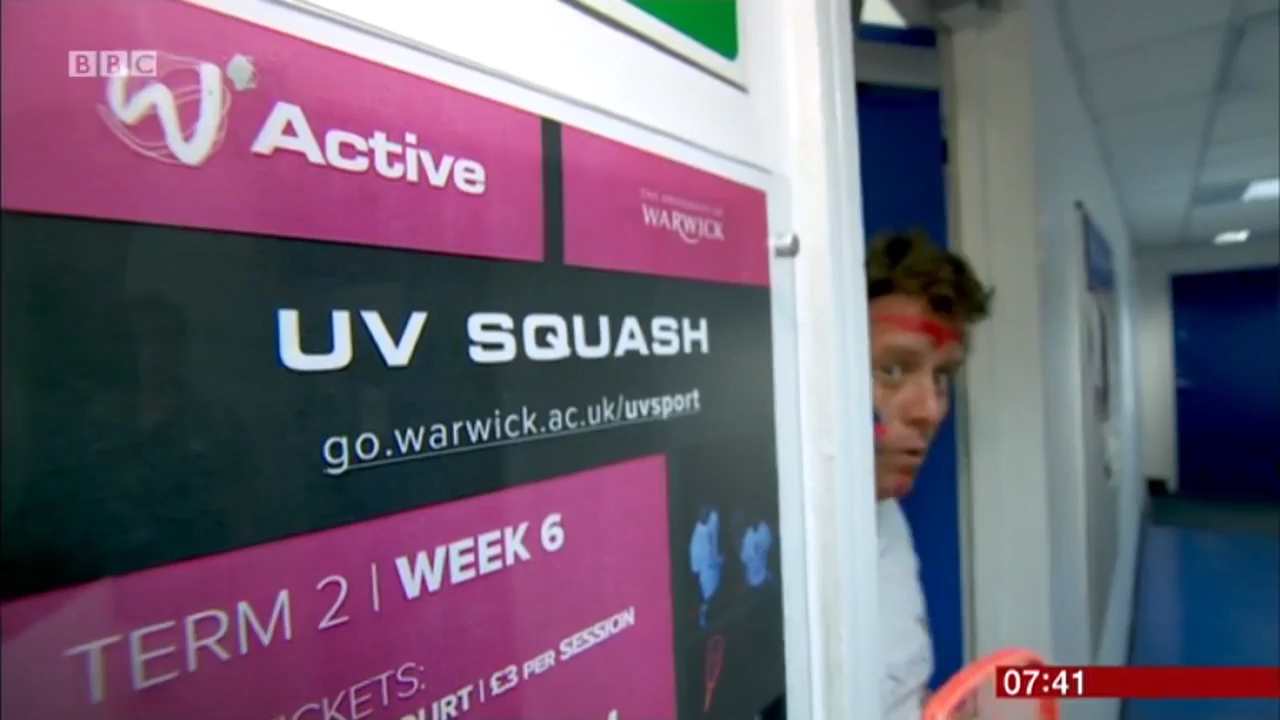 BBC
W Active
THE UNIVERSITY OF
WARWICK
UV SQUASH
go.warwick.ac.uk/uvsport
TERM 2 | WEEK 6
£3 PER SESSION
07:41